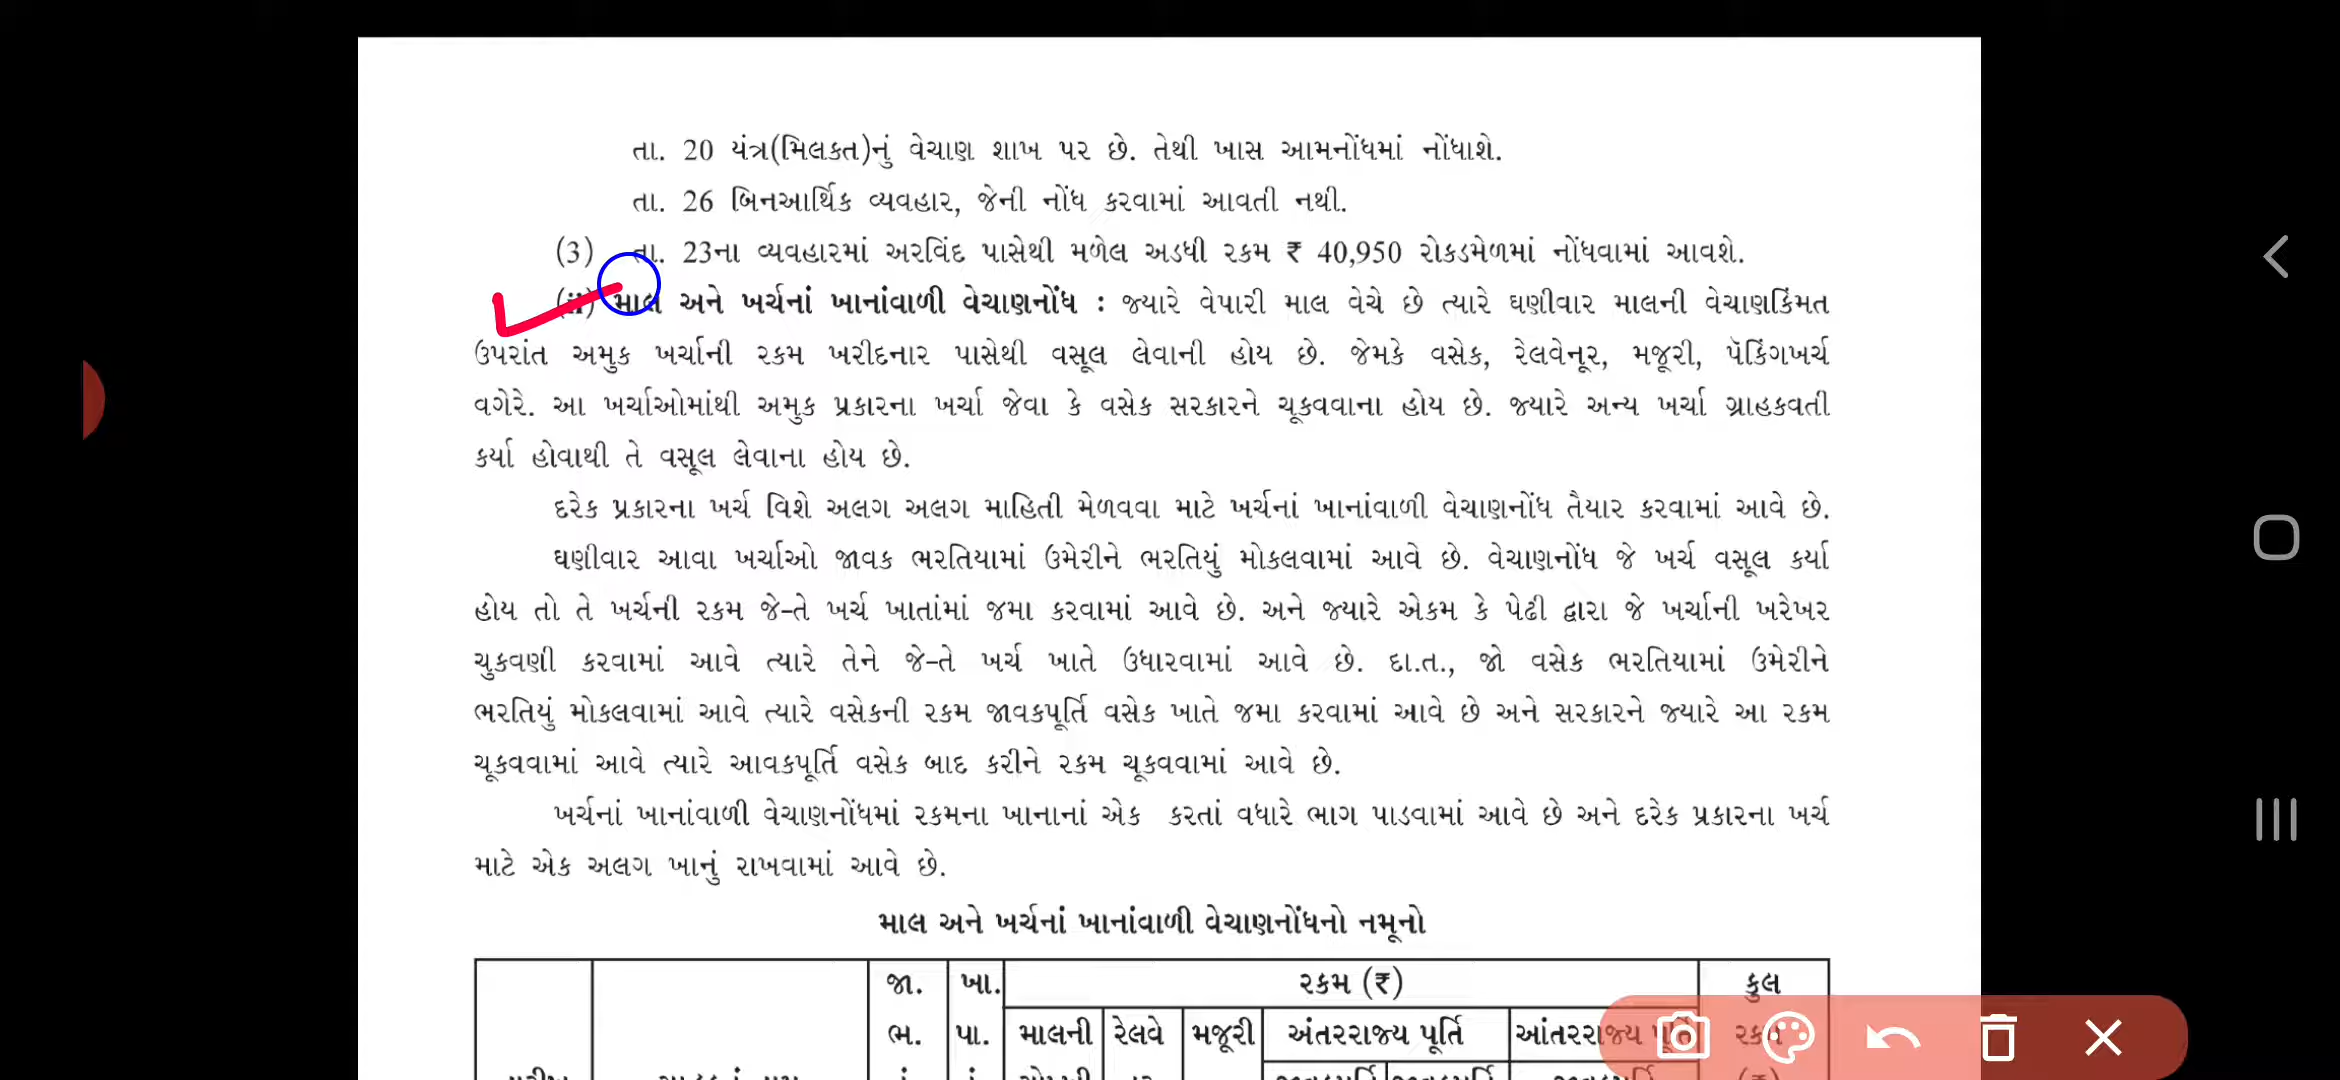 તા. 20 યંત્ર(મિલકત)નું વેચાણ શાખ પર છે. તેથી ખાસ આમનોંધમાં નોંધાશે.
તા. 26 બિનઆર્થિક વ્યવહાર, જેની નોંધ કરવામાં આવતી નથી.
(3) તા. 23ના વ્યવહારમાં અરવિંદ પાસેથી મળેલ અડધી રકમ ₹ 40,950 રોકડમેળમાં નોંધવામાં આવશે.
(ii) માલ અને ખર્ચનાં ખાનાંવાળી વેચાણનોંધ : જ્યારે વેપારી માલ વેચે છે ત્યારે ઘણીવાર માલની વેચાણકિંમત
ઉપરાંત અમુક ખર્ચાની રકમ ખરીદનાર પાસેથી વસૂલ લેવાની હોય છે. જેમકે વસેક, રેલવેનૂર, મજૂરી, પૅકિંગખર્ચ
વગેરે. આ ખર્ચાઓમાંથી અમુક પ્રકારના ખર્ચા જેવા કે વસેક સરકારને ચૂકવવાના હોય છે. જ્યારે અન્ય ખર્ચા ગ્રાહકવતી
કર્યા હોવાથી તે વસૂલ લેવાના હોય છે.
દરેક પ્રકારના ખર્ચ વિશે અલગ અલગ માહિતી મેળવવા માટે ખર્ચનાં ખાનાંવાળી વેચાણનોંધ તૈયાર કરવામાં આવે છે.
ઘણીવાર આવા ખર્ચાઓ જાવક ભરતિયામાં ઉમેરીને ભરતિયું મોકલવામાં આવે છે. વેચાણનોંધ જે ખર્ચ વસૂલ કર્યા
હોય તો તે ખર્ચની રકમ જે-તે ખર્ચ ખાતાંમાં જમા કરવામાં આવે છે. અને જ્યારે એકમ કે પેઢી દ્વારા જે ખર્ચાની ખરેખર
ચુકવણી કરવામાં આવે ત્યારે તેને જે-તે ખર્ચ ખાતે ઉધારવામાં આવે છે. દા.ત., જો વસેક ભરતિયામાં ઉમેરીને
ભરતિયું મોકલવામાં આવે ત્યારે વસેકની રકમ જાવકપૂર્તિ વસેક ખાતે જમા કરવામાં આવે છે અને સરકારને જ્યારે આ રકમ
ચૂકવવામાં આવે ત્યારે આવકપૂર્તિ વસેક બાદ કરીને રકમ ચૂકવવામાં આવે છે.
ખર્ચનાં ખાનાંવાળી વેચાણનોંધમાં રકમના ખાનાનાં એક કરતાં વધારે ભાગ પાડવામાં આવે છે અને દરેક પ્રકારના ખર્ચ
માટે એક અલગ ખાનું રાખવામાં આવે છે.
માલ અને ખર્ચનાં ખાનાંવાળી વેચાણનોંધનો નમૂનો
જા. ખા. રકમ (₹) કુલ
ભ. પા. માલની રેલવે મજૂરી અંતરરાજ્ય પૂર્તિ આંતરરાજ્ય પૂર્તિ રકમ